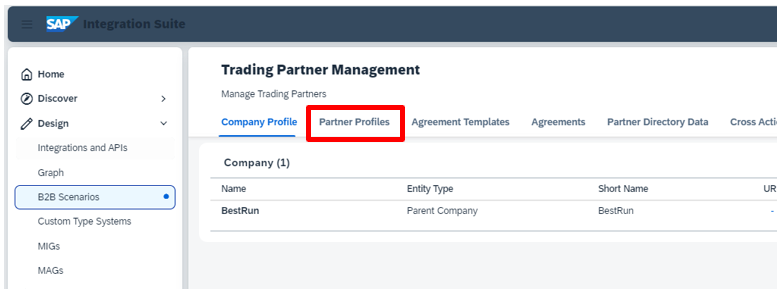 SAP Integration Suite
Home
Discover
Design
Integrations and APIs
Graph
B2B Scenarios
Custom Type Systems
MIGs
MAGs
Trading Partner Management
Manage Trading Partners
Company Profile Partner Profiles Agreement Templates Agreements Partner Directory Data Cross Acti
Company (1)
Name Entity Type Short Name UR
BestRun Parent Company BestRun -